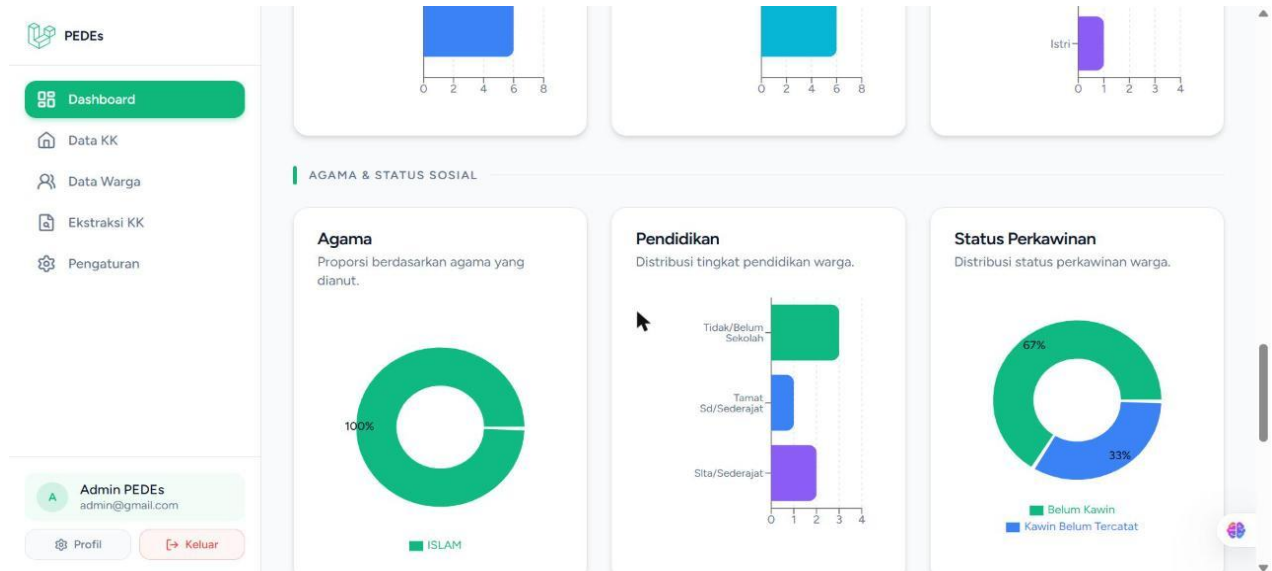 PEDEs
Dashboard
Data KK
Data Warga
Ekstraksi KK
Pengaturan
A
Admin PEDEs
admin@gmail.com
Profil
Keluar
0 2 4 6 8
0 2 4 6 8
Istri
0 1 2 3 4
AGAMA & STATUS SOSIAL
Agama
Proporsi berdasarkan agama yang
dianut.
100%
ISLAM
Pendidikan
Distribusi tingkat pendidikan warga.
Tidak/Belum
Sekolah
Tamat
Sd/Sederajat
Slta/Sederajat
0 1 2 3 4
Status Perkawinan
Distribusi status perkawinan warga.
67%
33%
Belum Kawin
Kawin Belum Tercatat